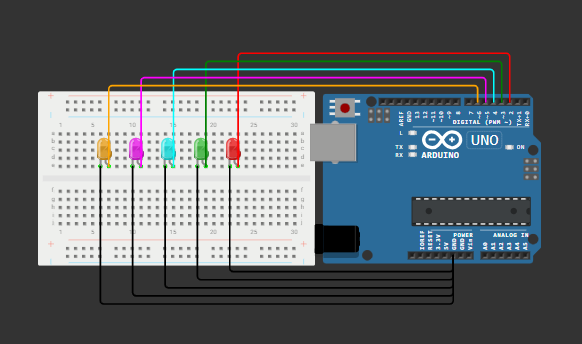 1 5 10 15 20 25 30
a b c d e
f g h i j
1 5 10 15 20 25 30
AREF GND 13 12 ~11 ~10 ~9 8 7 ~6 ~5 4 ~3 2 TX→1 RX←0
DIGITAL (PWM ~)
L
TX
RX
ARDUINO
UNO
ON
IOREF RESET 3.3V 5V GND GND Vin
POWER
ANALOG IN
A0 A1 A2 A3 A4 A5